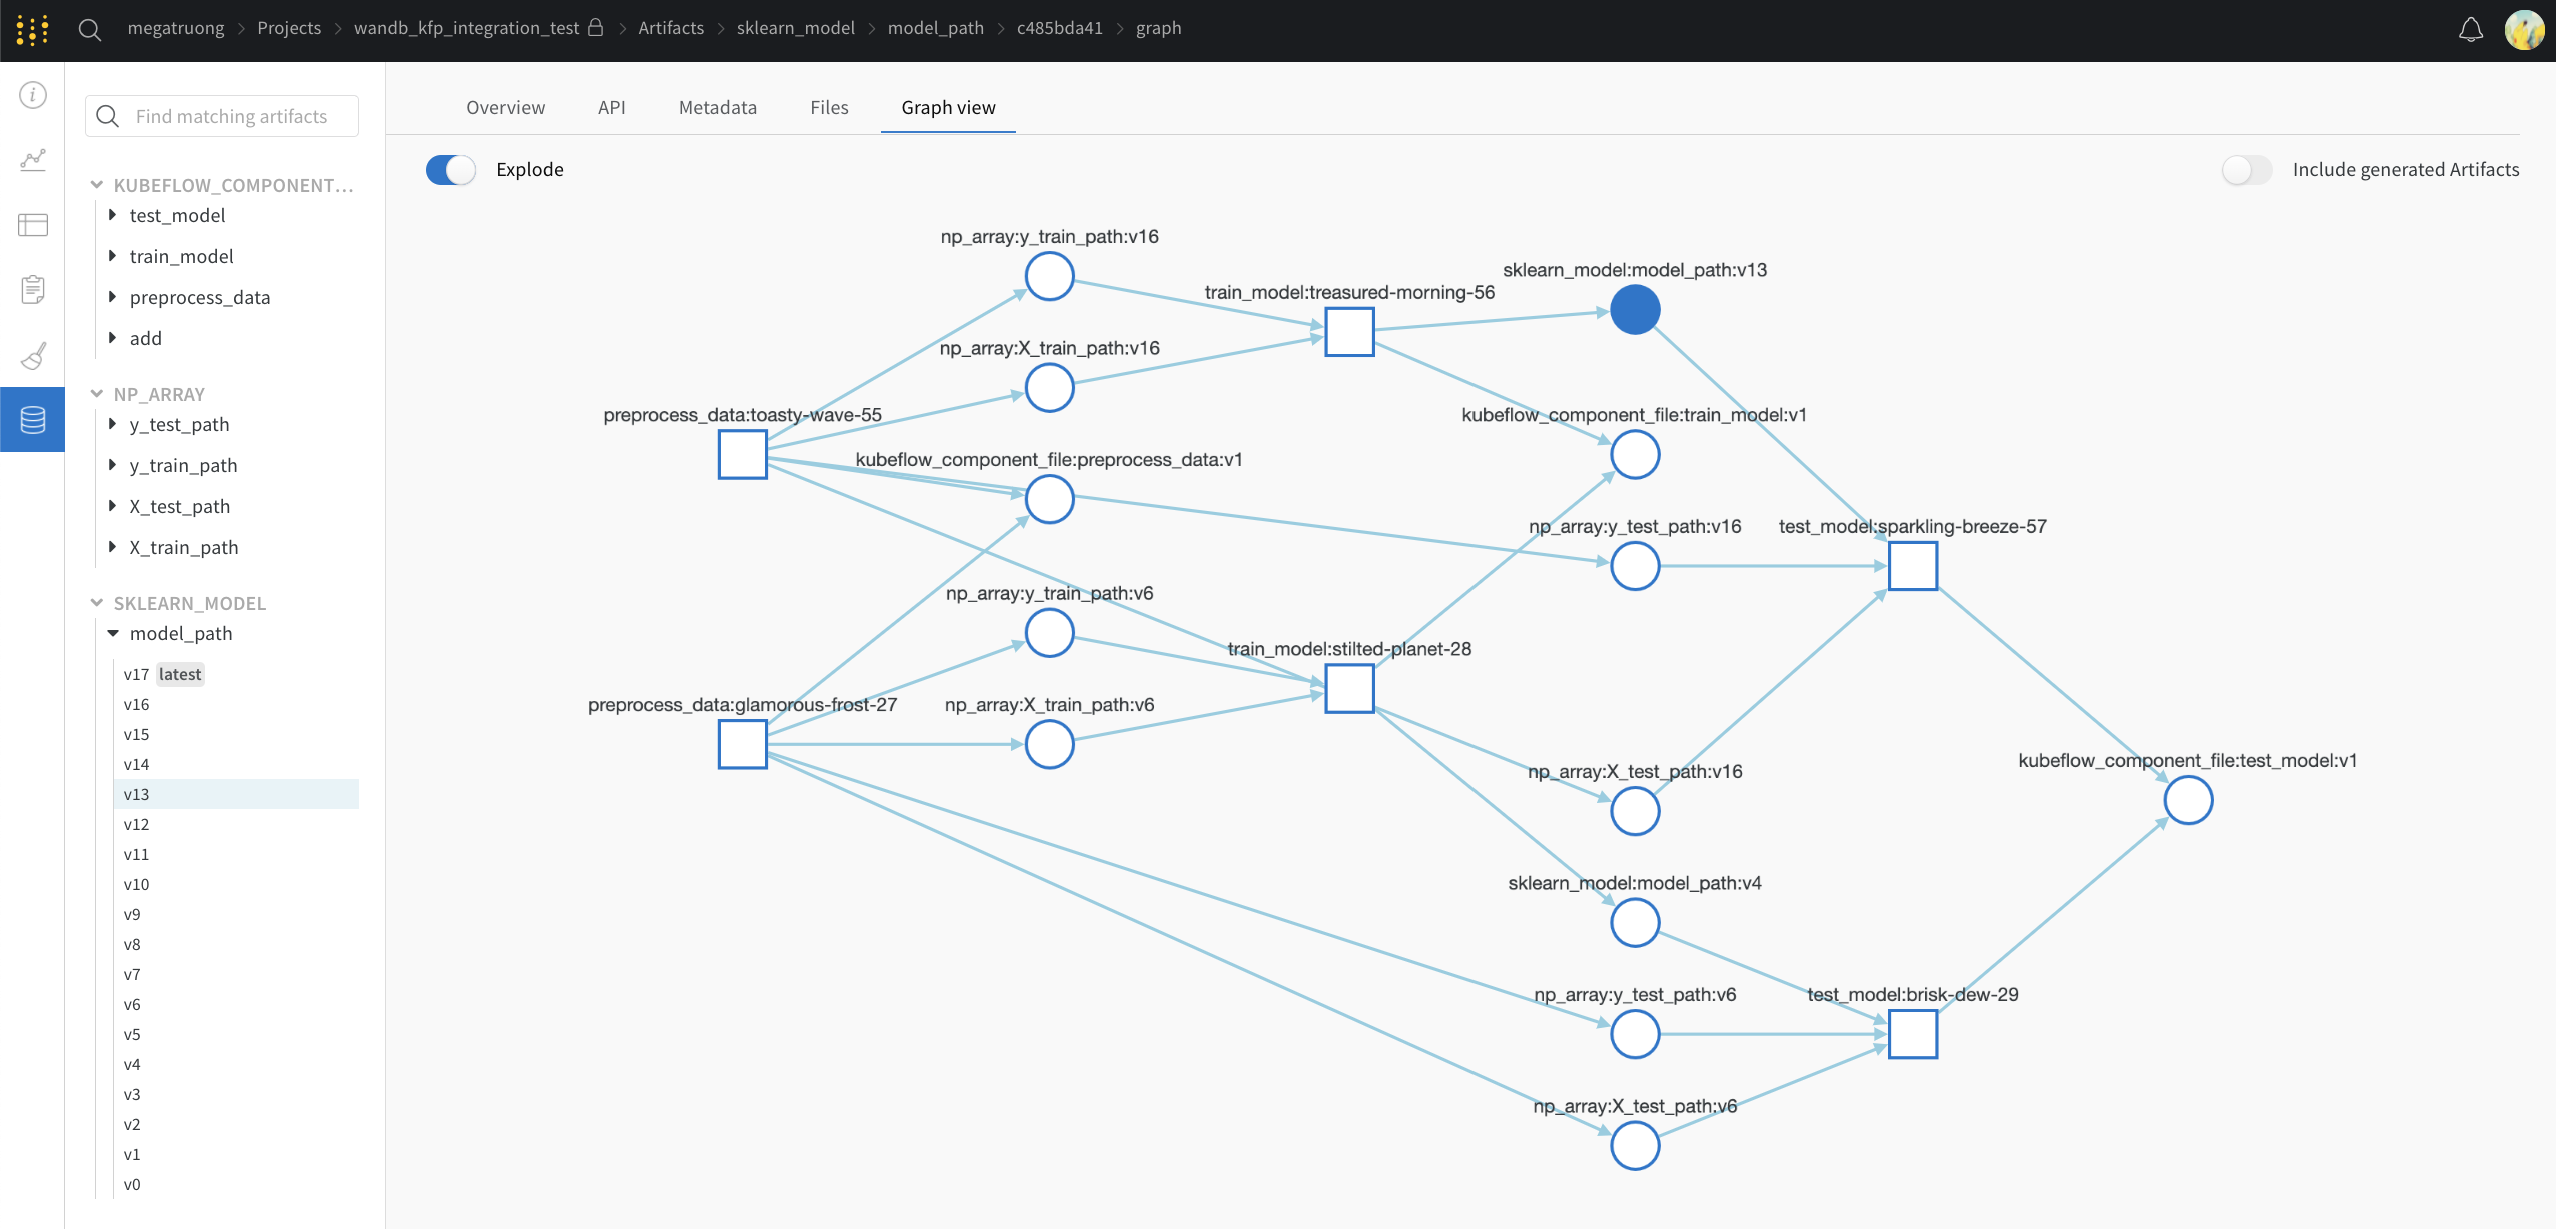 megatruong > Projects > wandb_kfp_integration_test > Artifacts > sklearn_model > model_path > c485bda41 > graph
Find matching artifacts
KUBEFLOW_COMPONENT...
test_model
train_model
preprocess_data
add
NP_ARRAY
y_test_path
y_train_path
X_test_path
X_train_path
SKLEARN_MODEL
model_path
v17 latest
v16
v15
v14
v13
v12
v11
v10
v9
v8
v7
v6
v5
v4
v3
v2
v1
v0
Overview API Metadata Files Graph view
Explode
Include generated Artifacts
np_array:y_train_path:v16
sklearn_model:model_path:v13
train_model:treasured-morning-56
np_array:X_train_path:v16
preprocess_data:toasty-wave-55
kubeflow_component_file:train_model:v1
kubeflow_component_file:preprocess_data:v1
np_array:y_test_path:v16
test_model:sparkling-breeze-57
np_array:y_train_path:v6
train_model:stilted-planet-28
preprocess_data:glamorous-frost-27
np_array:X_train_path:v6
kubeflow_component_file:test_model:v1
np_array:X_test_path:v16
sklearn_model:model_path:v4
np_array:y_test_path:v6
test_model:brisk-dew-29
np_array:X_test_path:v6